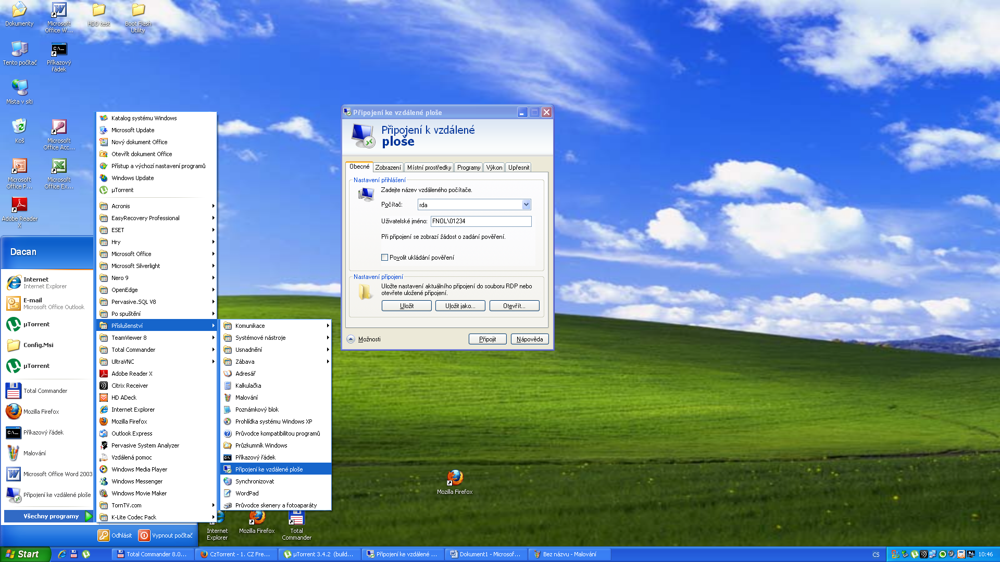 Dokumenty
Microsoft
Office W...
HDD test
Boot Flash
Utility
Tento počítač
Příkazový
řádek
Místa v síti
Koš
Microsoft
Office Acc...
Microsoft
Office P...
Microsoft
Office Ex...
Adobe Reader
X
Dacan
Internet
Internet Explorer
E-mail
Microsoft Office Outlook
µTorrent
Config.Msi
µTorrent
Total Commander
Mozilla Firefox
Příkazový řádek
Malování
Microsoft Office Word 2003
Připojení ke vzdálené ploše
Všechny programy
Odhlásit
Vypnout počítač
Katalog systému Windows
Microsoft Update
Nový dokument Office
Otevřít dokument Office
Přístup a výchozí nastavení programů
Windows Update
µTorrent
Acronis
EasyRecovery Professional
ESET
Hry
Microsoft Office
Microsoft Silverlight
Nero 9
OpenEdge
Pervasive.SQL V8
Po spuštění
Příslušenství
TeamViewer 8
Total Commander
UltraVNC
Adobe Reader X
Citrix Receiver
HD ADeck
Internet Explorer
Mozilla Firefox
Outlook Express
Pervasive System Analyzer
Vzdálená pomoc
Windows Media Player
Windows Messenger
Windows Movie Maker
TornTV.com
K-Lite Codec Pack
Komunikace
Systémové nástroje
Usnadnění
Zábava
Adresář
Kalkulačka
Malování
Poznámkový blok
Prohlídka systému Windows XP
Průvodce kompatibilitou programů
Průzkumník Windows
Příkazový řádek
Připojení ke vzdálené ploše
Synchronizovat
WordPad
Průvodce skenery a fotoaparáty
Připojení ke vzdálené ploše
Připojení k vzdálené
ploše
Obecné
Zobrazení
Místní prostředky
Programy
Výkon
Upřesnit
Nastavení přihlášení
Zadejte název vzdáleného počítače.
Počítač:
rda
Uživatelské jméno:
FNOL\01234
Při připojení se zobrazí žádost o zadání pověření.
Povolit ukládání pověření
Nastavení připojení
Uložte nastavení aktuálního připojení do souboru RDP nebo
otevřete uložené připojení.
Uložit
Uložit jako...
Otevřít...
Možnosti
Připojit
Nápověda
Mozilla Firefox
Internet
Explorer
Mozilla Firefox
Total
Commander
Start
Total Commander 8.0...
CzTorrent - 1. CZ Fre...
µTorrent 3.4.2 (build...
Připojení ke vzdálené ...
Dokument1 - Microsof...
Bez názvu - Malování
CS
10:46